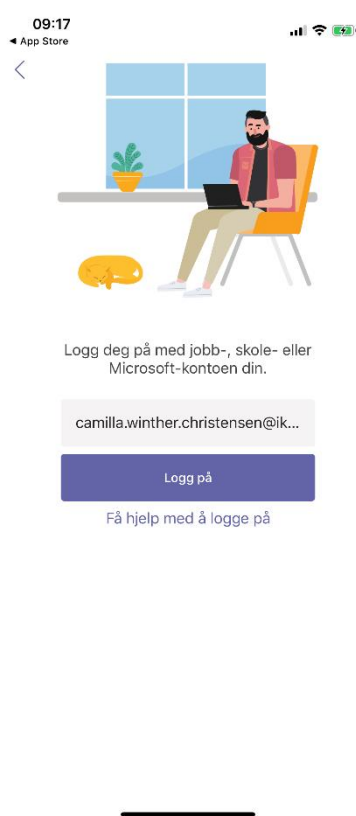 09:17
◀ App Store
Logg deg på med jobb-, skole- eller
Microsoft-kontoen din.
camilla.winther.christensen@ik...
Logg på
Få hjelp med å logge på